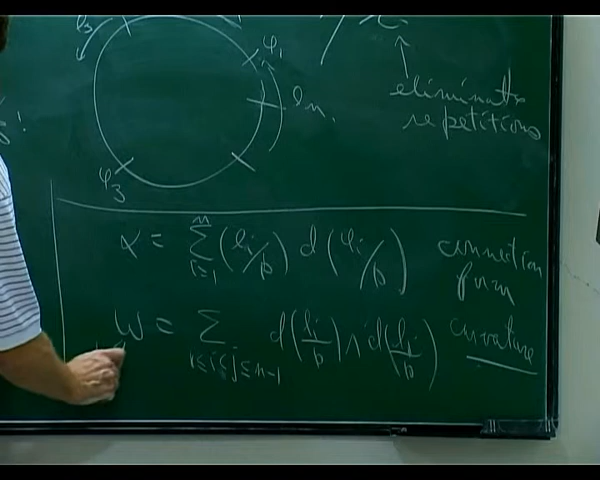 φ₁
eliminate
lₙ
repetitions
φ₃
α = Σ_{i=1}^{n} (lᵢ/p) d(φᵢ/p) connection form
ω = Σ_{1≤i≤j≤n-1} d(lᵢ/p) ∧ d(lⱼ/p) curvature